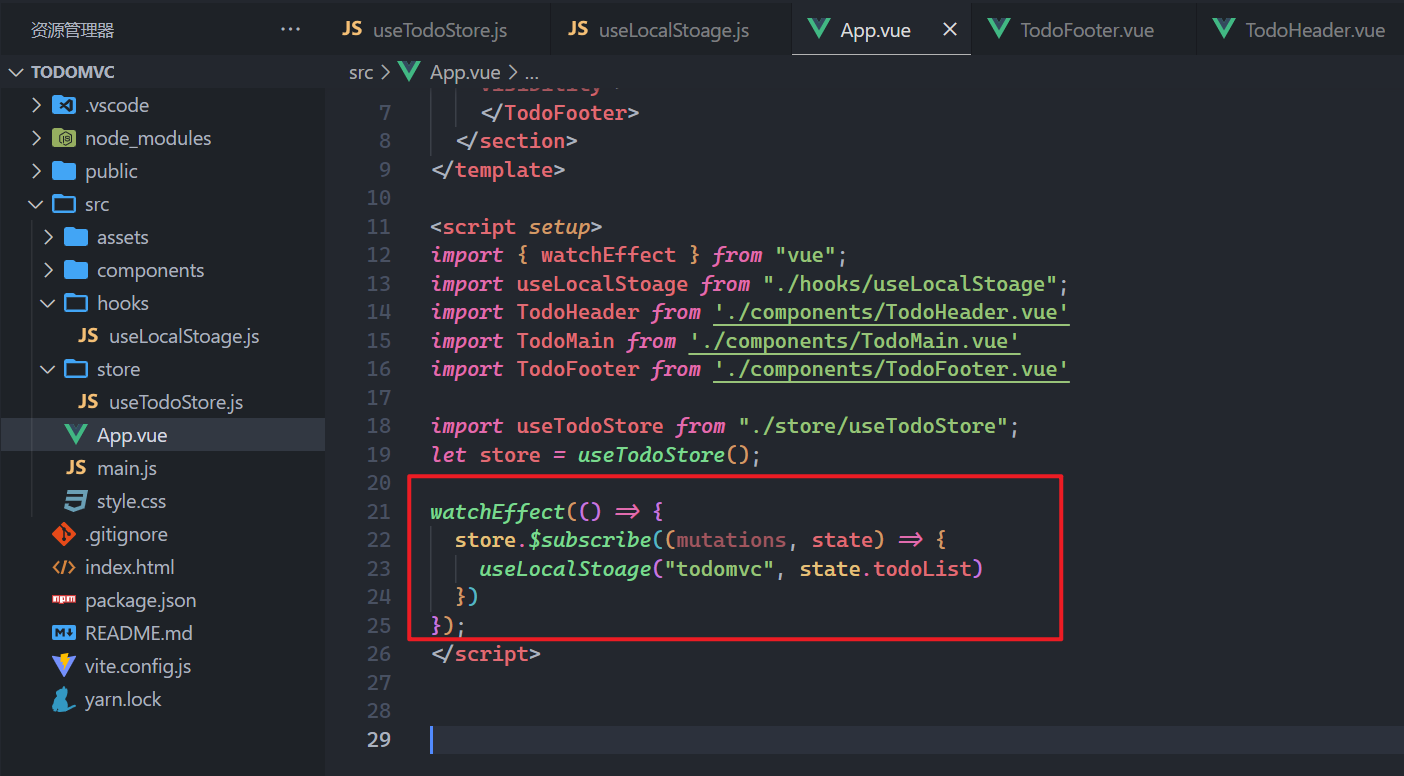 资源管理器 ...
JS useTodoStore.js
JS useLocalStoage.js
App.vue
TodoFooter.vue
TodoHeader.vue
TODOMVC
.vscode
node_modules
public
src
assets
components
hooks
JS useLocalStoage.js
store
JS useTodoStore.js
App.vue
JS main.js
style.css
.gitignore
index.html
package.json
README.md
vite.config.js
yarn.lock
src > App.vue > ...
7 </TodoFooter>
8 </section>
9 </template>
10
11 <script setup>
12 import { watchEffect } from "vue";
13 import useLocalStoage from "./hooks/useLocalStoage";
14 import TodoHeader from './components/TodoHeader.vue'
15 import TodoMain from './components/TodoMain.vue'
16 import TodoFooter from './components/TodoFooter.vue'
17
18 import useTodoStore from "./store/useTodoStore";
19 let store = useTodoStore();
20
21 watchEffect(() => {
22 store.$subscribe((mutations, state) => {
23 useLocalStoage("todomvc", state.todoList)
24 })
25 });
26 </script>
27
28
29